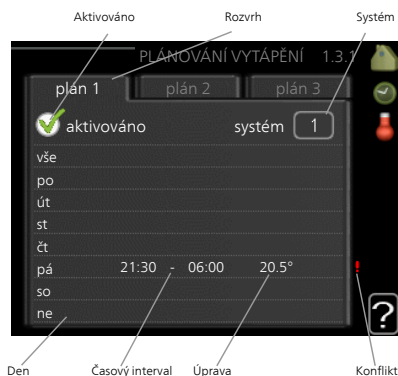 Aktivováno Rozvrh Systém
PLÁNOVÁNÍ VYTÁPĚNÍ 1.3.1
plán 1 plán 2 plán 3
aktivováno systém 1
vše
po
út
st
čt
pá 21:30 - 06:00 20.5° !
so
ne
?
Den Časový interval Úprava Konflikt